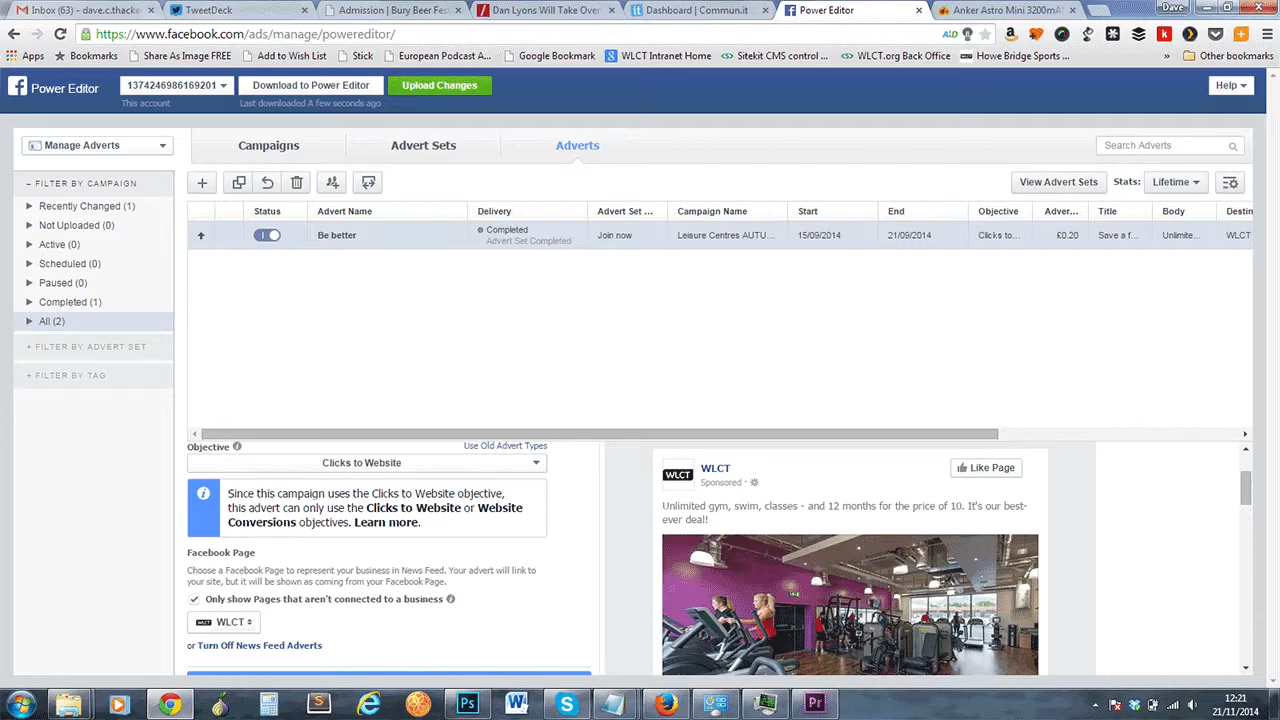 Inbox (63) - dave.c.thacke
TweetDeck
Admission | Bury Beer Fes
Dan Lyons Will Take Over
Dashboard | Commun.it
Power Editor
Anker Astro Mini 3200mA
Dave
https://www.facebook.com/ads/manage/powereditor/
Apps
Bookmarks
Share As Image FREE
Add to Wish List
Stick
European Podcast A...
Google Bookmark
WLCT Intranet Home
Sitekit CMS control ...
WLCT.org Back Office
Howe Bridge Sports ...
»
Other bookmarks
Power Editor
1374246986169201
Download to Power Editor
Upload Changes
Help
This account
Last downloaded A few seconds ago
Manage Adverts
Campaigns
Advert Sets
Adverts
Search Adverts
– FILTER BY CAMPAIGN
Recently Changed (1)
Not Uploaded (0)
Active (0)
Scheduled (0)
Paused (0)
Completed (1)
All (2)
+ FILTER BY ADVERT SET
+ FILTER BY TAG
View Advert Sets
Stats:
Lifetime
Status
Advert Name
Delivery
Advert Set ...
Campaign Name
Start
End
Objective
Adver...
Title
Body
Destin
Be better
Completed
Advert Set Completed
Join now
Leisure Centres AUTU...
15/09/2014
21/09/2014
Clicks to...
£0.20
Save a f...
Unlimite...
WLCT
Objective
Use Old Advert Types
Clicks to Website
Since this campaign uses the Clicks to Website objective,
this advert can only use the Clicks to Website or Website
Conversions objectives. Learn more.
Facebook Page
Choose a Facebook Page to represent your business in News Feed. Your advert will link to
your site, but it will be shown as coming from your Facebook Page.
Only show Pages that aren't connected to a business
WLCT
or Turn Off News Feed Adverts
WLCT
WLCT
Sponsored ·
Like Page
Unlimited gym, swim, classes - and 12 months for the price of 10. It's our best-
ever deal!
12:21
21/11/2014